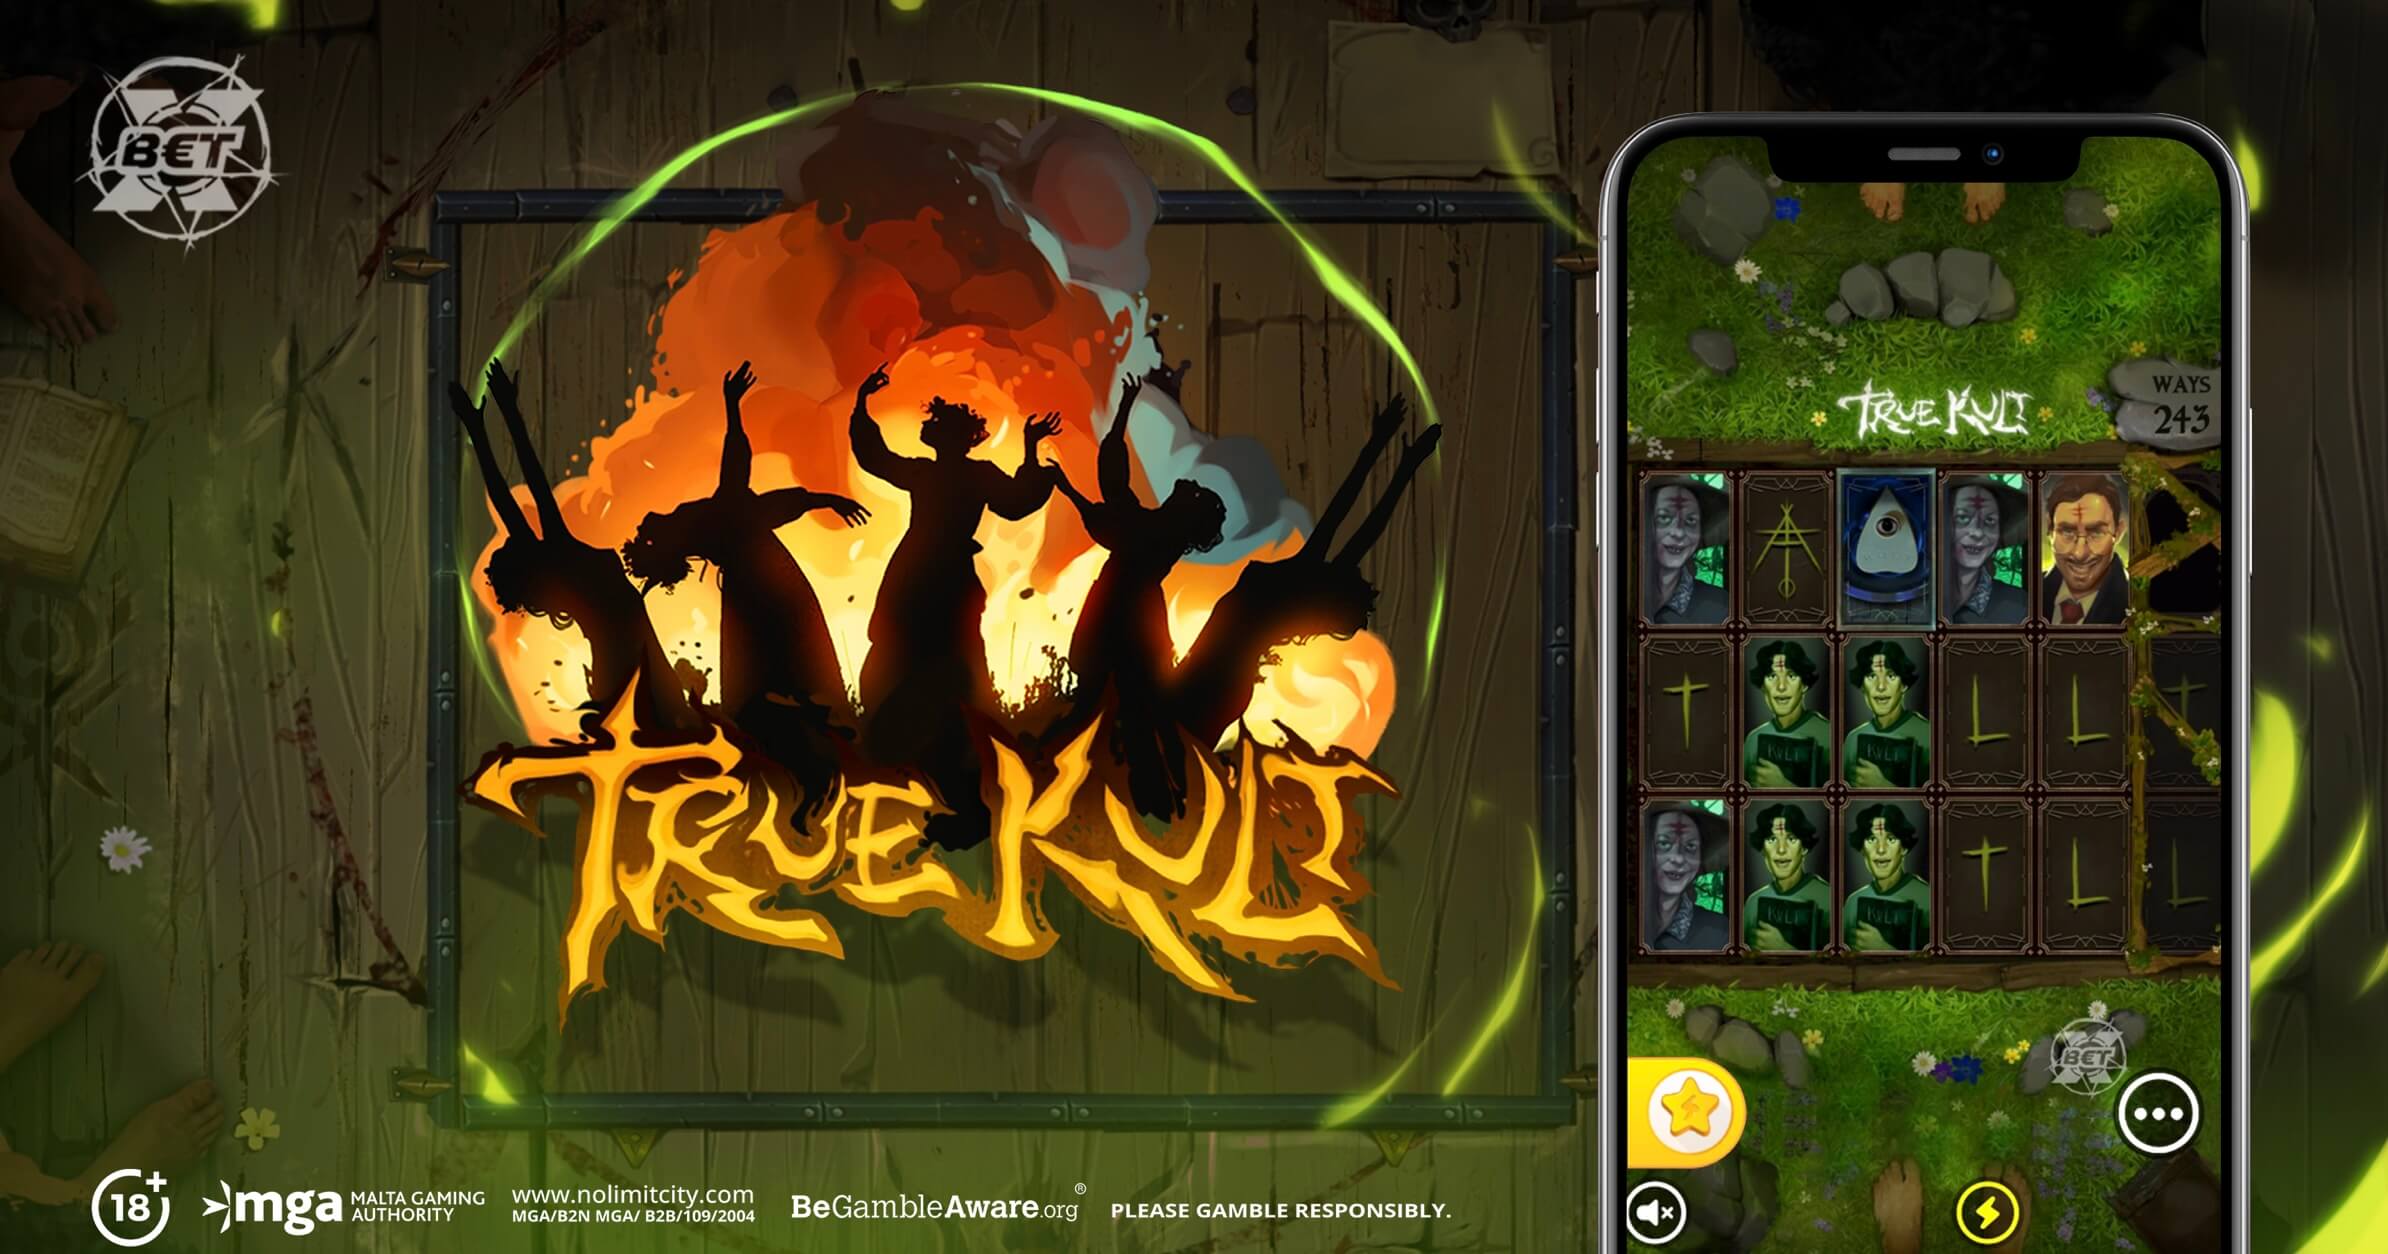 X
BET
TRUE KULT
TRUE KULT
WAYS
243
A
T
L
L
T
KULT
KULT
T
L
L
KULT
KULT
X
BET
18+
mga MALTA GAMING
AUTHORITY
www.nolimitcity.com
MGA/B2N MGA/ B2B/109/2004
BeGambleAware.org®
PLEASE GAMBLE RESPONSIBLY.